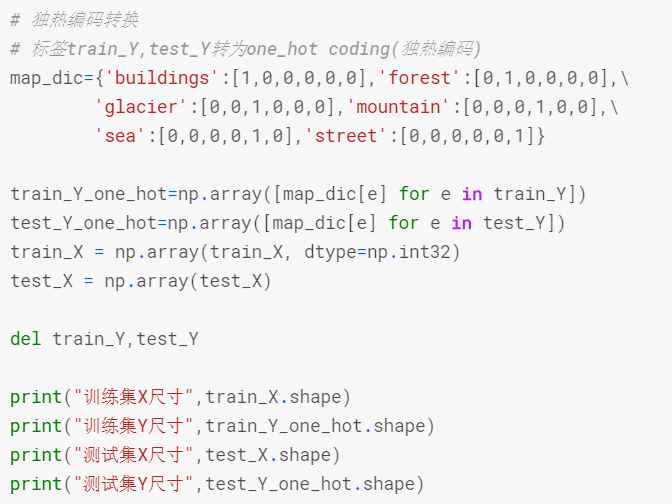 # 独热编码转换
# 标签train_Y,test_Y转为one_hot coding(独热编码)
map_dic={'buildings':[1,0,0,0,0,0],'forest':[0,1,0,0,0,0],\
'glacier':[0,0,1,0,0,0],'mountain':[0,0,0,1,0,0],\
'sea':[0,0,0,0,1,0],'street':[0,0,0,0,0,1]}
train_Y_one_hot=np.array([map_dic[e] for e in train_Y])
test_Y_one_hot=np.array([map_dic[e] for e in test_Y])
train_X = np.array(train_X, dtype=np.int32)
test_X = np.array(test_X)
del train_Y,test_Y
print("训练集X尺寸",train_X.shape)
print("训练集Y尺寸",train_Y_one_hot.shape)
print("测试集X尺寸",test_X.shape)
print("测试集Y尺寸",test_Y_one_hot.shape)